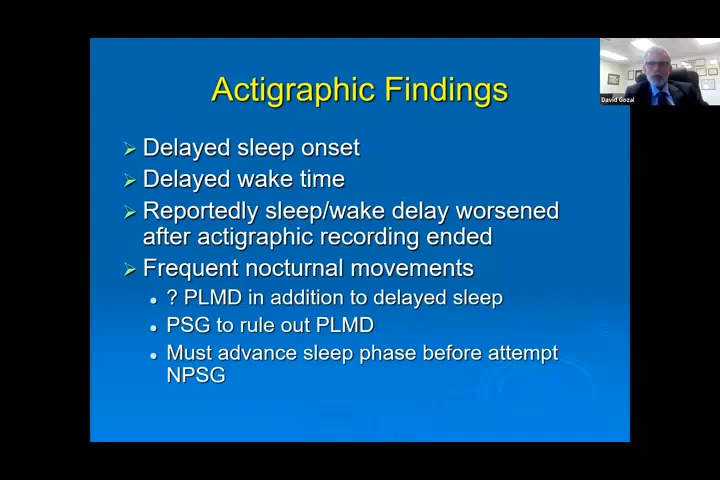 Actigraphic Findings
David Gozal
Delayed sleep onset
Delayed wake time
Reportedly sleep/wake delay worsened
after actigraphic recording ended
Frequent nocturnal movements
? PLMD in addition to delayed sleep
PSG to rule out PLMD
Must advance sleep phase before attempt
NPSG